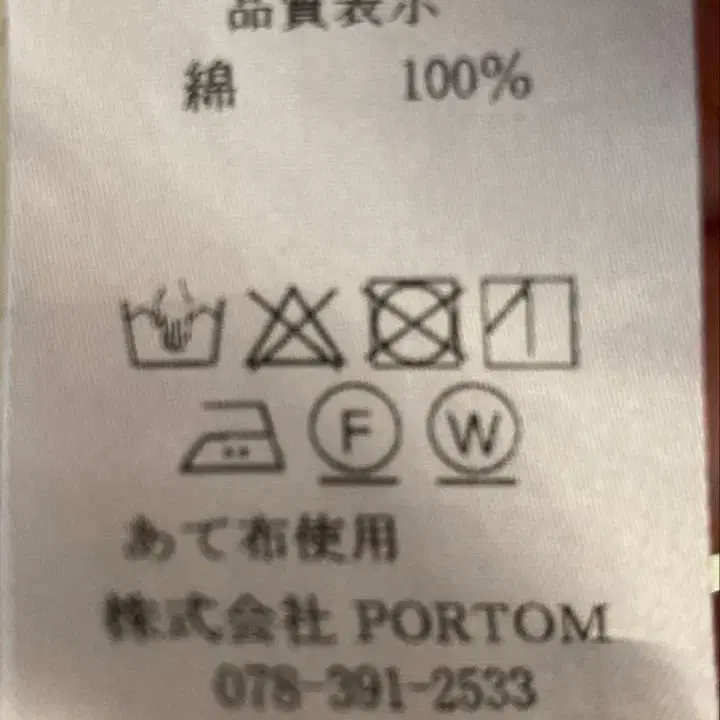 品質表示
綿 100%
F W
あて布使用
株式会社 PORTOM
078-391-2533